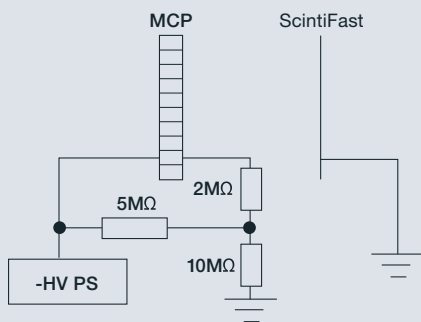 MCP
ScintiFast
2MΩ
5MΩ
10MΩ
-HV PS